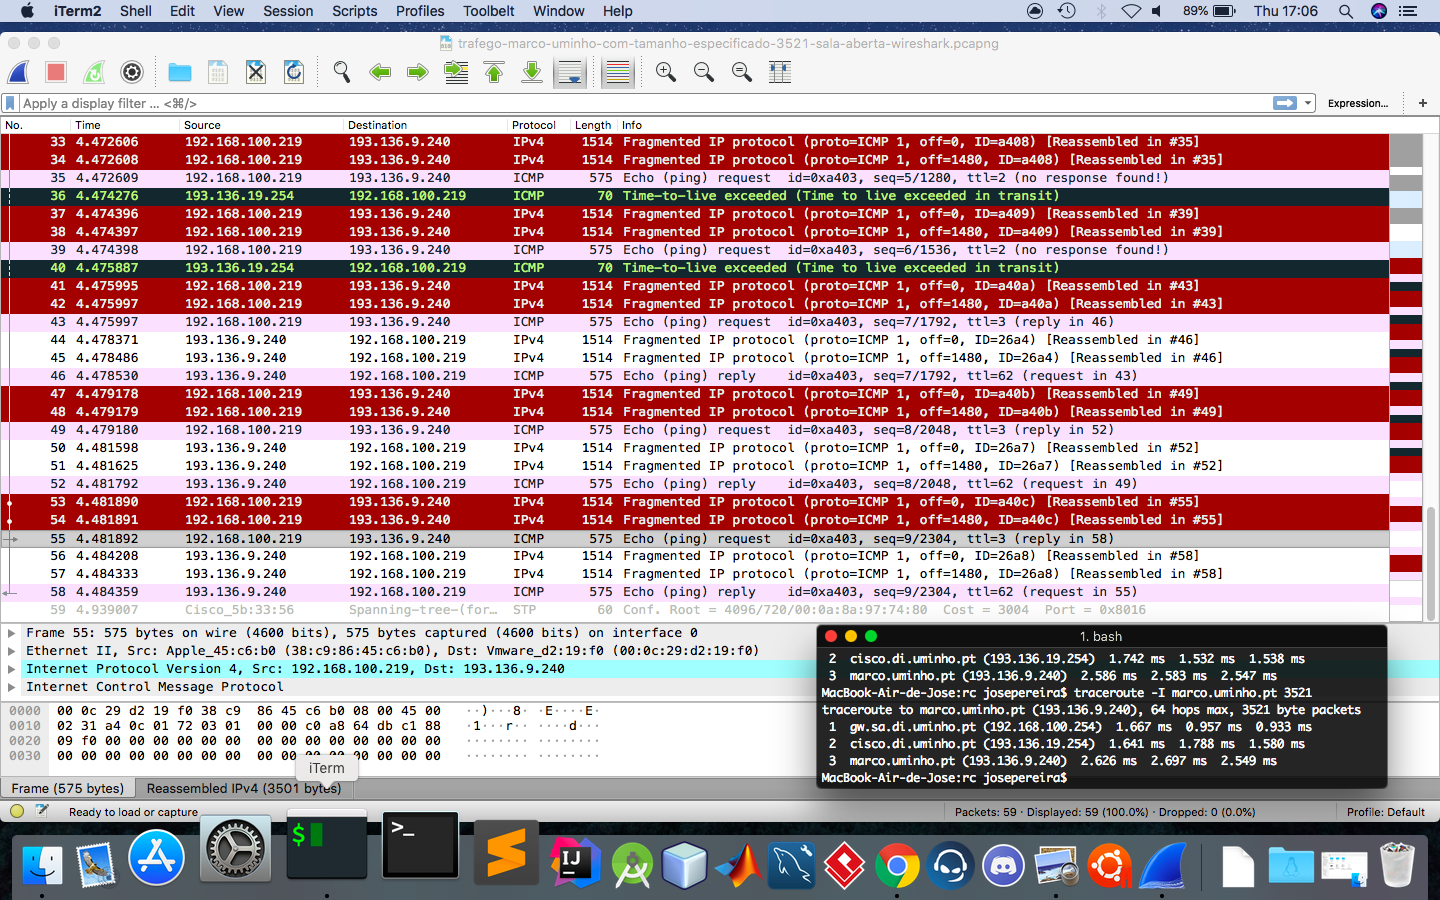 iTerm2 Shell Edit View Session Scripts Profiles Toolbelt Window Help 89% Thu 17:06
trafego-marco-uminho-com-tamanho-especificado-3521-sala-aberta-wireshark.pcapng
Apply a display filter ... <⌘/> Expression... +
No. Time Source Destination Protocol Length Info
33 4.472606 192.168.100.219 193.136.9.240 IPv4 1514 Fragmented IP protocol (proto=ICMP 1, off=0, ID=a408) [Reassembled in #35]
34 4.472608 192.168.100.219 193.136.9.240 IPv4 1514 Fragmented IP protocol (proto=ICMP 1, off=1480, ID=a408) [Reassembled in #35]
35 4.472609 192.168.100.219 193.136.9.240 ICMP 575 Echo (ping) request id=0xa403, seq=5/1280, ttl=2 (no response found!)
36 4.474276 193.136.19.254 192.168.100.219 ICMP 70 Time-to-live exceeded (Time to live exceeded in transit)
37 4.474396 192.168.100.219 193.136.9.240 IPv4 1514 Fragmented IP protocol (proto=ICMP 1, off=0, ID=a409) [Reassembled in #39]
38 4.474397 192.168.100.219 193.136.9.240 IPv4 1514 Fragmented IP protocol (proto=ICMP 1, off=1480, ID=a409) [Reassembled in #39]
39 4.474398 192.168.100.219 193.136.9.240 ICMP 575 Echo (ping) request id=0xa403, seq=6/1536, ttl=2 (no response found!)
40 4.475887 193.136.19.254 192.168.100.219 ICMP 70 Time-to-live exceeded (Time to live exceeded in transit)
41 4.475995 192.168.100.219 193.136.9.240 IPv4 1514 Fragmented IP protocol (proto=ICMP 1, off=0, ID=a40a) [Reassembled in #43]
42 4.475997 192.168.100.219 193.136.9.240 IPv4 1514 Fragmented IP protocol (proto=ICMP 1, off=1480, ID=a40a) [Reassembled in #43]
43 4.475997 192.168.100.219 193.136.9.240 ICMP 575 Echo (ping) request id=0xa403, seq=7/1792, ttl=3 (reply in 46)
44 4.478371 193.136.9.240 192.168.100.219 IPv4 1514 Fragmented IP protocol (proto=ICMP 1, off=0, ID=26a4) [Reassembled in #46]
45 4.478486 193.136.9.240 192.168.100.219 IPv4 1514 Fragmented IP protocol (proto=ICMP 1, off=1480, ID=26a4) [Reassembled in #46]
46 4.478530 193.136.9.240 192.168.100.219 ICMP 575 Echo (ping) reply id=0xa403, seq=7/1792, ttl=62 (request in 43)
47 4.479178 192.168.100.219 193.136.9.240 IPv4 1514 Fragmented IP protocol (proto=ICMP 1, off=0, ID=a40b) [Reassembled in #49]
48 4.479179 192.168.100.219 193.136.9.240 IPv4 1514 Fragmented IP protocol (proto=ICMP 1, off=1480, ID=a40b) [Reassembled in #49]
49 4.479180 192.168.100.219 193.136.9.240 ICMP 575 Echo (ping) request id=0xa403, seq=8/2048, ttl=3 (reply in 52)
50 4.481598 193.136.9.240 192.168.100.219 IPv4 1514 Fragmented IP protocol (proto=ICMP 1, off=0, ID=26a7) [Reassembled in #52]
51 4.481625 193.136.9.240 192.168.100.219 IPv4 1514 Fragmented IP protocol (proto=ICMP 1, off=1480, ID=26a7) [Reassembled in #52]
52 4.481792 193.136.9.240 192.168.100.219 ICMP 575 Echo (ping) reply id=0xa403, seq=8/2048, ttl=62 (request in 49)
53 4.481890 192.168.100.219 193.136.9.240 IPv4 1514 Fragmented IP protocol (proto=ICMP 1, off=0, ID=a40c) [Reassembled in #55]
54 4.481891 192.168.100.219 193.136.9.240 IPv4 1514 Fragmented IP protocol (proto=ICMP 1, off=1480, ID=a40c) [Reassembled in #55]
55 4.481892 192.168.100.219 193.136.9.240 ICMP 575 Echo (ping) request id=0xa403, seq=9/2304, ttl=3 (reply in 58)
56 4.484208 193.136.9.240 192.168.100.219 IPv4 1514 Fragmented IP protocol (proto=ICMP 1, off=0, ID=26a8) [Reassembled in #58]
57 4.484333 193.136.9.240 192.168.100.219 IPv4 1514 Fragmented IP protocol (proto=ICMP 1, off=1480, ID=26a8) [Reassembled in #58]
58 4.484359 193.136.9.240 192.168.100.219 ICMP 575 Echo (ping) reply id=0xa403, seq=9/2304, ttl=62 (request in 55)
59 4.939007 Cisco_5b:33:56 Spanning-tree-(for… STP 60 Conf. Root = 4096/720/00:0a:8a:97:74:80 Cost = 3004 Port = 0x8016
Frame 55: 575 bytes on wire (4600 bits), 575 bytes captured (4600 bits) on interface 0
Ethernet II, Src: Apple_45:c6:b0 (38:c9:86:45:c6:b0), Dst: Vmware_d2:19:f0 (00:0c:29:d2:19:f0)
Internet Protocol Version 4, Src: 192.168.100.219, Dst: 193.136.9.240
Internet Control Message Protocol
0000 00 0c 29 d2 19 f0 38 c9 86 45 c6 b0 08 00 45 00 ··)···8· ·E····E·
0010 02 31 a4 0c 01 72 03 01 00 00 c0 a8 64 db c1 88 ·1···r·· ····d···
0020 09 f0 00 00 00 00 00 00 00 00 00 00 00 00 00 00 ········ ········
0030 00 00 00 00 00 00 00 00 00 00 00 00 00 00 00 00 ········ ········
Frame (575 bytes) Reassembled IPv4 (3501 bytes)
Ready to load or capture Packets: 59 · Displayed: 59 (100.0%) · Dropped: 0 (0.0%) Profile: Default
1. bash
2 cisco.di.uminho.pt (193.136.19.254) 1.742 ms 1.532 ms 1.538 ms
3 marco.uminho.pt (193.136.9.240) 2.586 ms 2.583 ms 2.547 ms
MacBook-Air-de-Jose:rc josepereira$ traceroute -I marco.uminho.pt 3521
traceroute to marco.uminho.pt (193.136.9.240), 64 hops max, 3521 byte packets
1 gw.sa.di.uminho.pt (192.168.100.254) 1.667 ms 0.957 ms 0.933 ms
2 cisco.di.uminho.pt (193.136.19.254) 1.641 ms 1.788 ms 1.580 ms
3 marco.uminho.pt (193.136.9.240) 2.626 ms 2.697 ms 2.549 ms
MacBook-Air-de-Jose:rc josepereira$
iTerm
$
>_
IJ